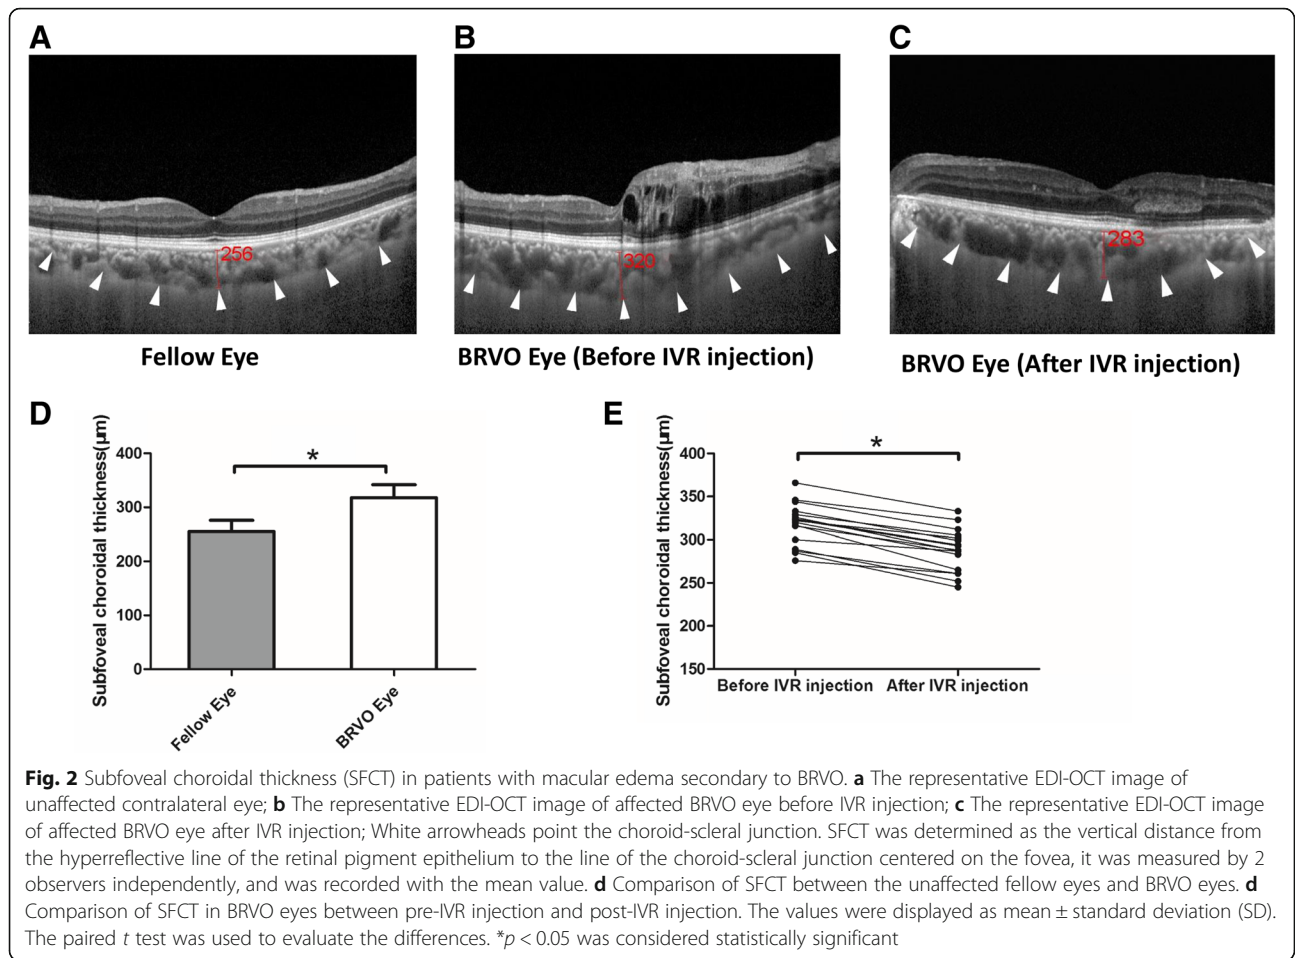 A
B
C
256
320
283
Fellow Eye
BRVO Eye (Before IVR injection)
BRVO Eye (After IVR injection)
D
Subfoveal choroidal thickness(µm)
400
300
200
100
0
*
Fellow Eye
BRVO Eye
E
Subfoveal choroidal thickness(µm)
400
350
300
250
200
150
*
Before IVR injection
After IVR injection
Fig. 2 Subfoveal choroidal thickness (SFCT) in patients with macular edema secondary to BRVO. a The representative EDI-OCT image of
unaffected contralateral eye; b The representative EDI-OCT image of affected BRVO eye before IVR injection; c The representative EDI-OCT image
of affected BRVO eye after IVR injection; White arrowheads point the choroid-scleral junction. SFCT was determined as the vertical distance from
the hyperreflective line of the retinal pigment epithelium to the line of the choroid-scleral junction centered on the fovea, it was measured by 2
observers independently, and was recorded with the mean value. d Comparison of SFCT between the unaffected fellow eyes and BRVO eyes. d
Comparison of SFCT in BRVO eyes between pre-IVR injection and post-IVR injection. The values were displayed as mean ± standard deviation (SD).
The paired t test was used to evaluate the differences. *p < 0.05 was considered statistically significant